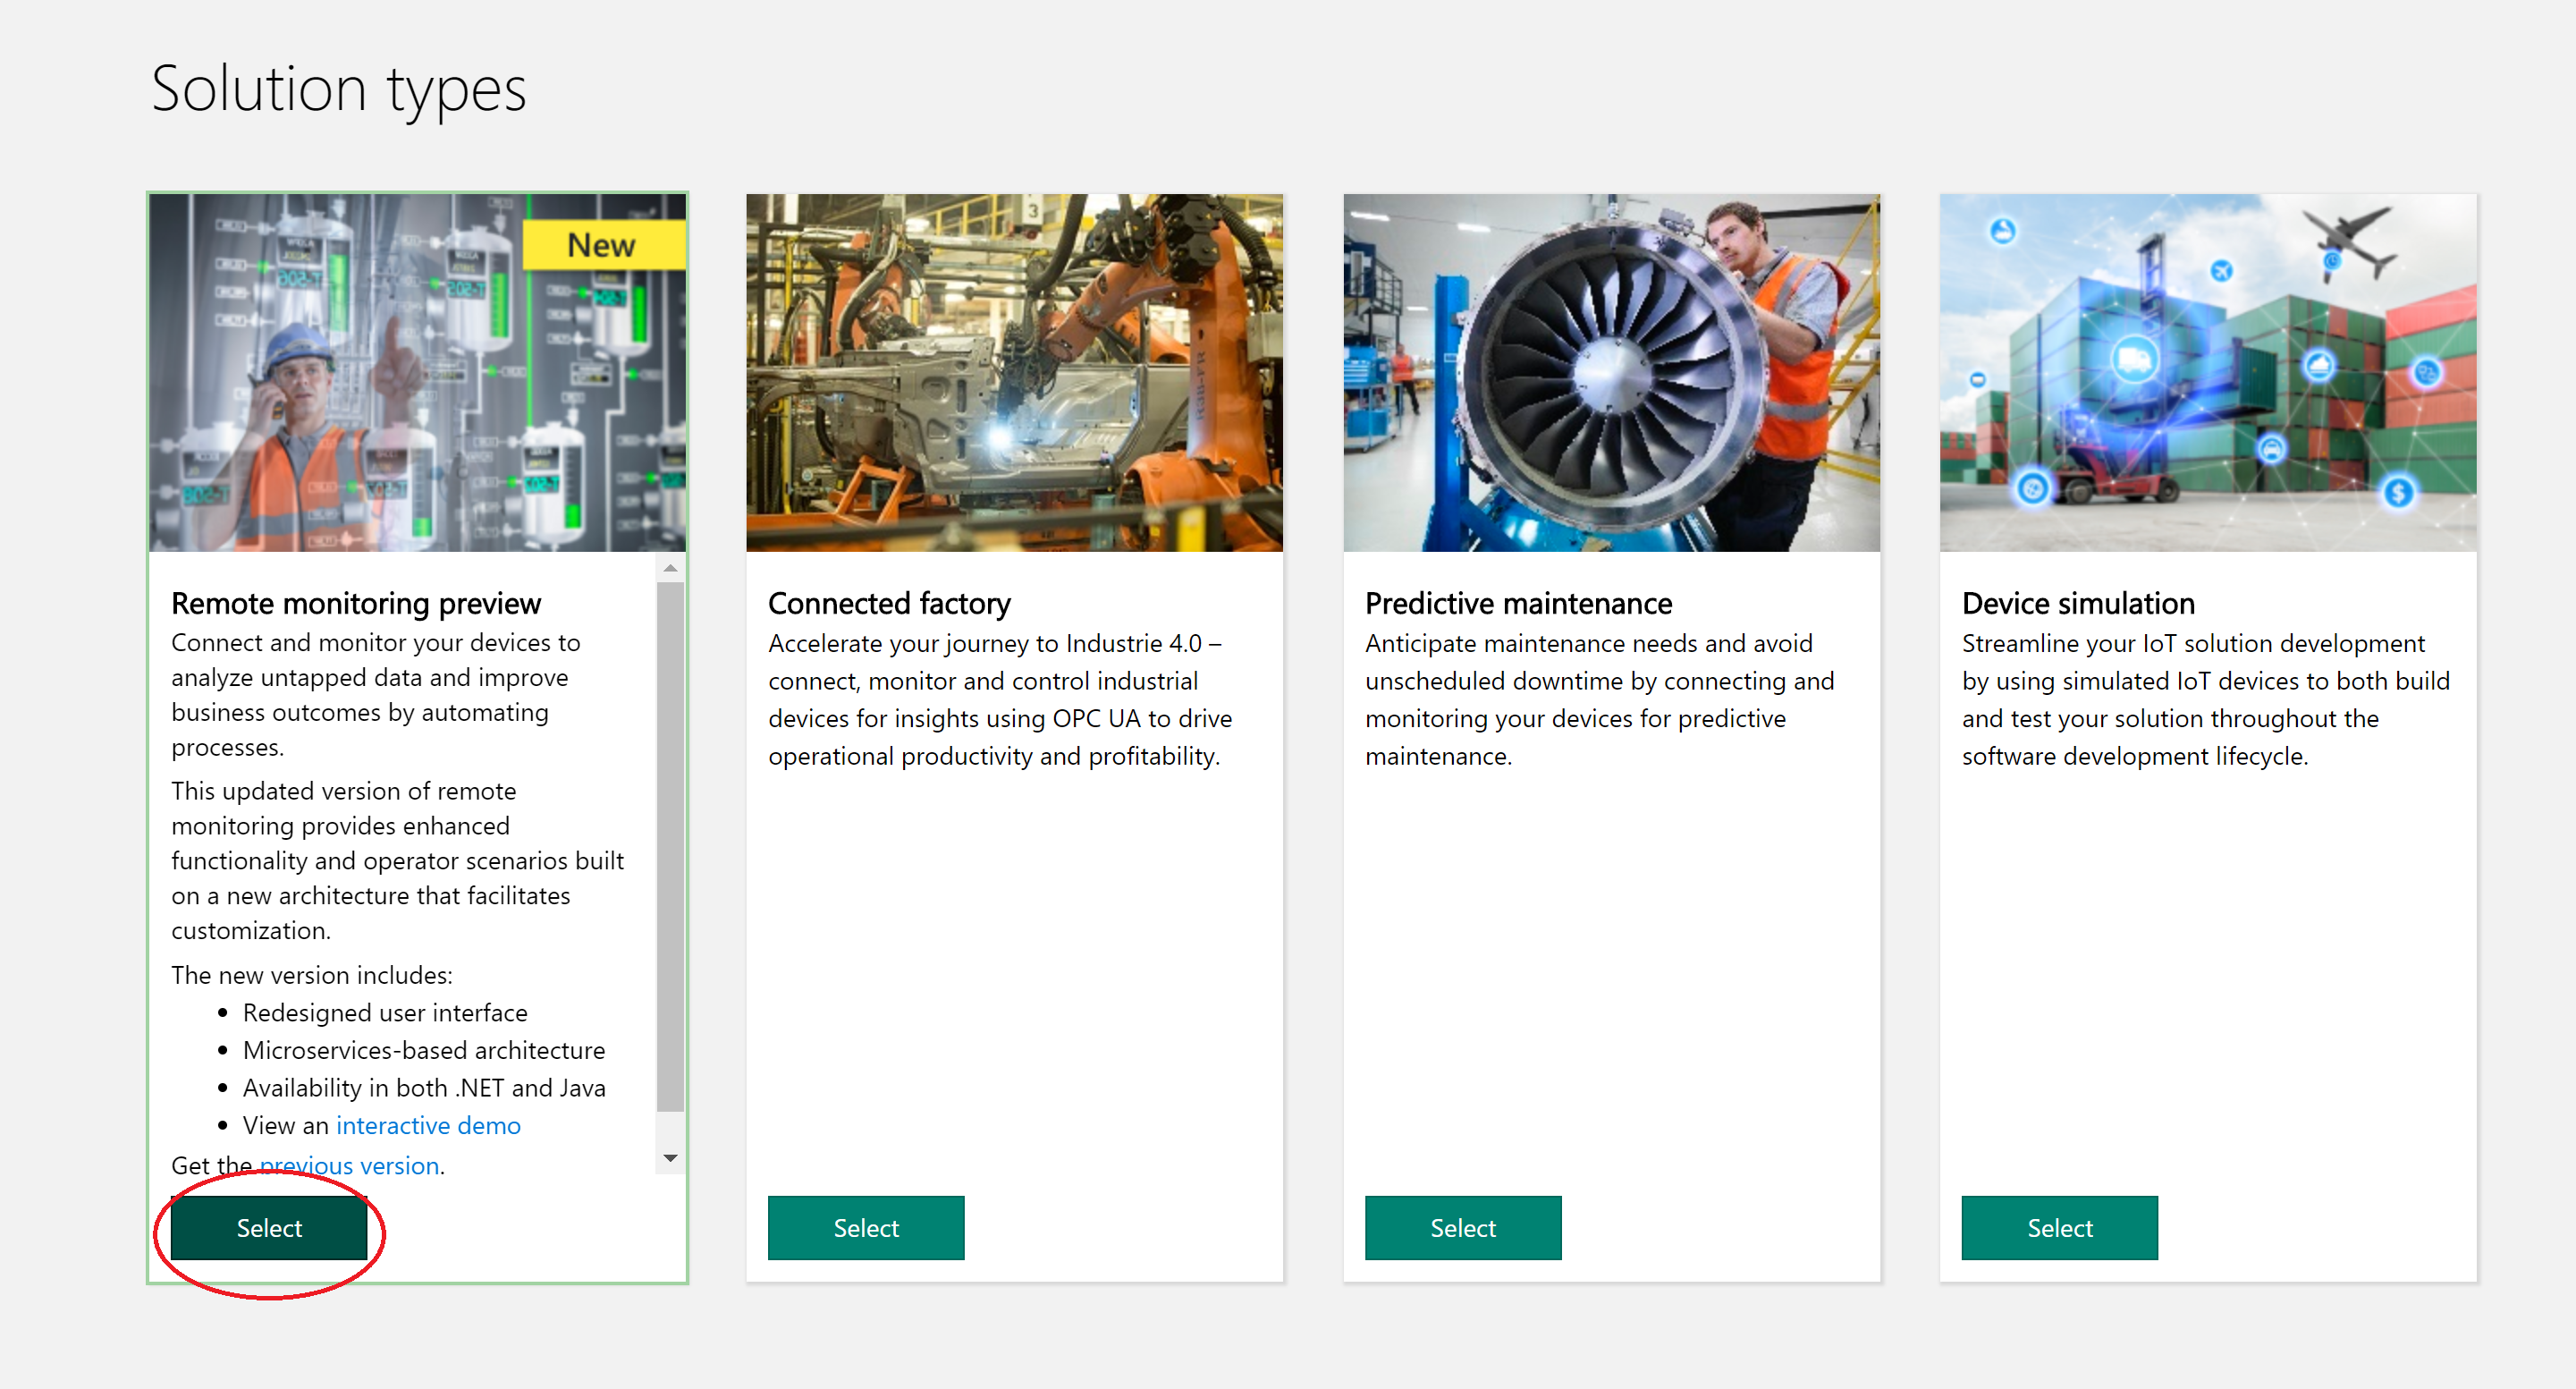 Solution types
New
3
Remote monitoring preview
Connect and monitor your devices to
analyze untapped data and improve
business outcomes by automating
processes.
This updated version of remote
monitoring provides enhanced
functionality and operator scenarios built
on a new architecture that facilitates
customization.
The new version includes:
• Redesigned user interface
• Microservices-based architecture
• Availability in both .NET and Java
• View an interactive demo
Get the previous version.
Select
Connected factory
Accelerate your journey to Industrie 4.0 –
connect, monitor and control industrial
devices for insights using OPC UA to drive
operational productivity and profitability.
Select
Predictive maintenance
Anticipate maintenance needs and avoid
unscheduled downtime by connecting and
monitoring your devices for predictive
maintenance.
Select
Device simulation
Streamline your IoT solution development
by using simulated IoT devices to both build
and test your solution throughout the
software development lifecycle.
Select